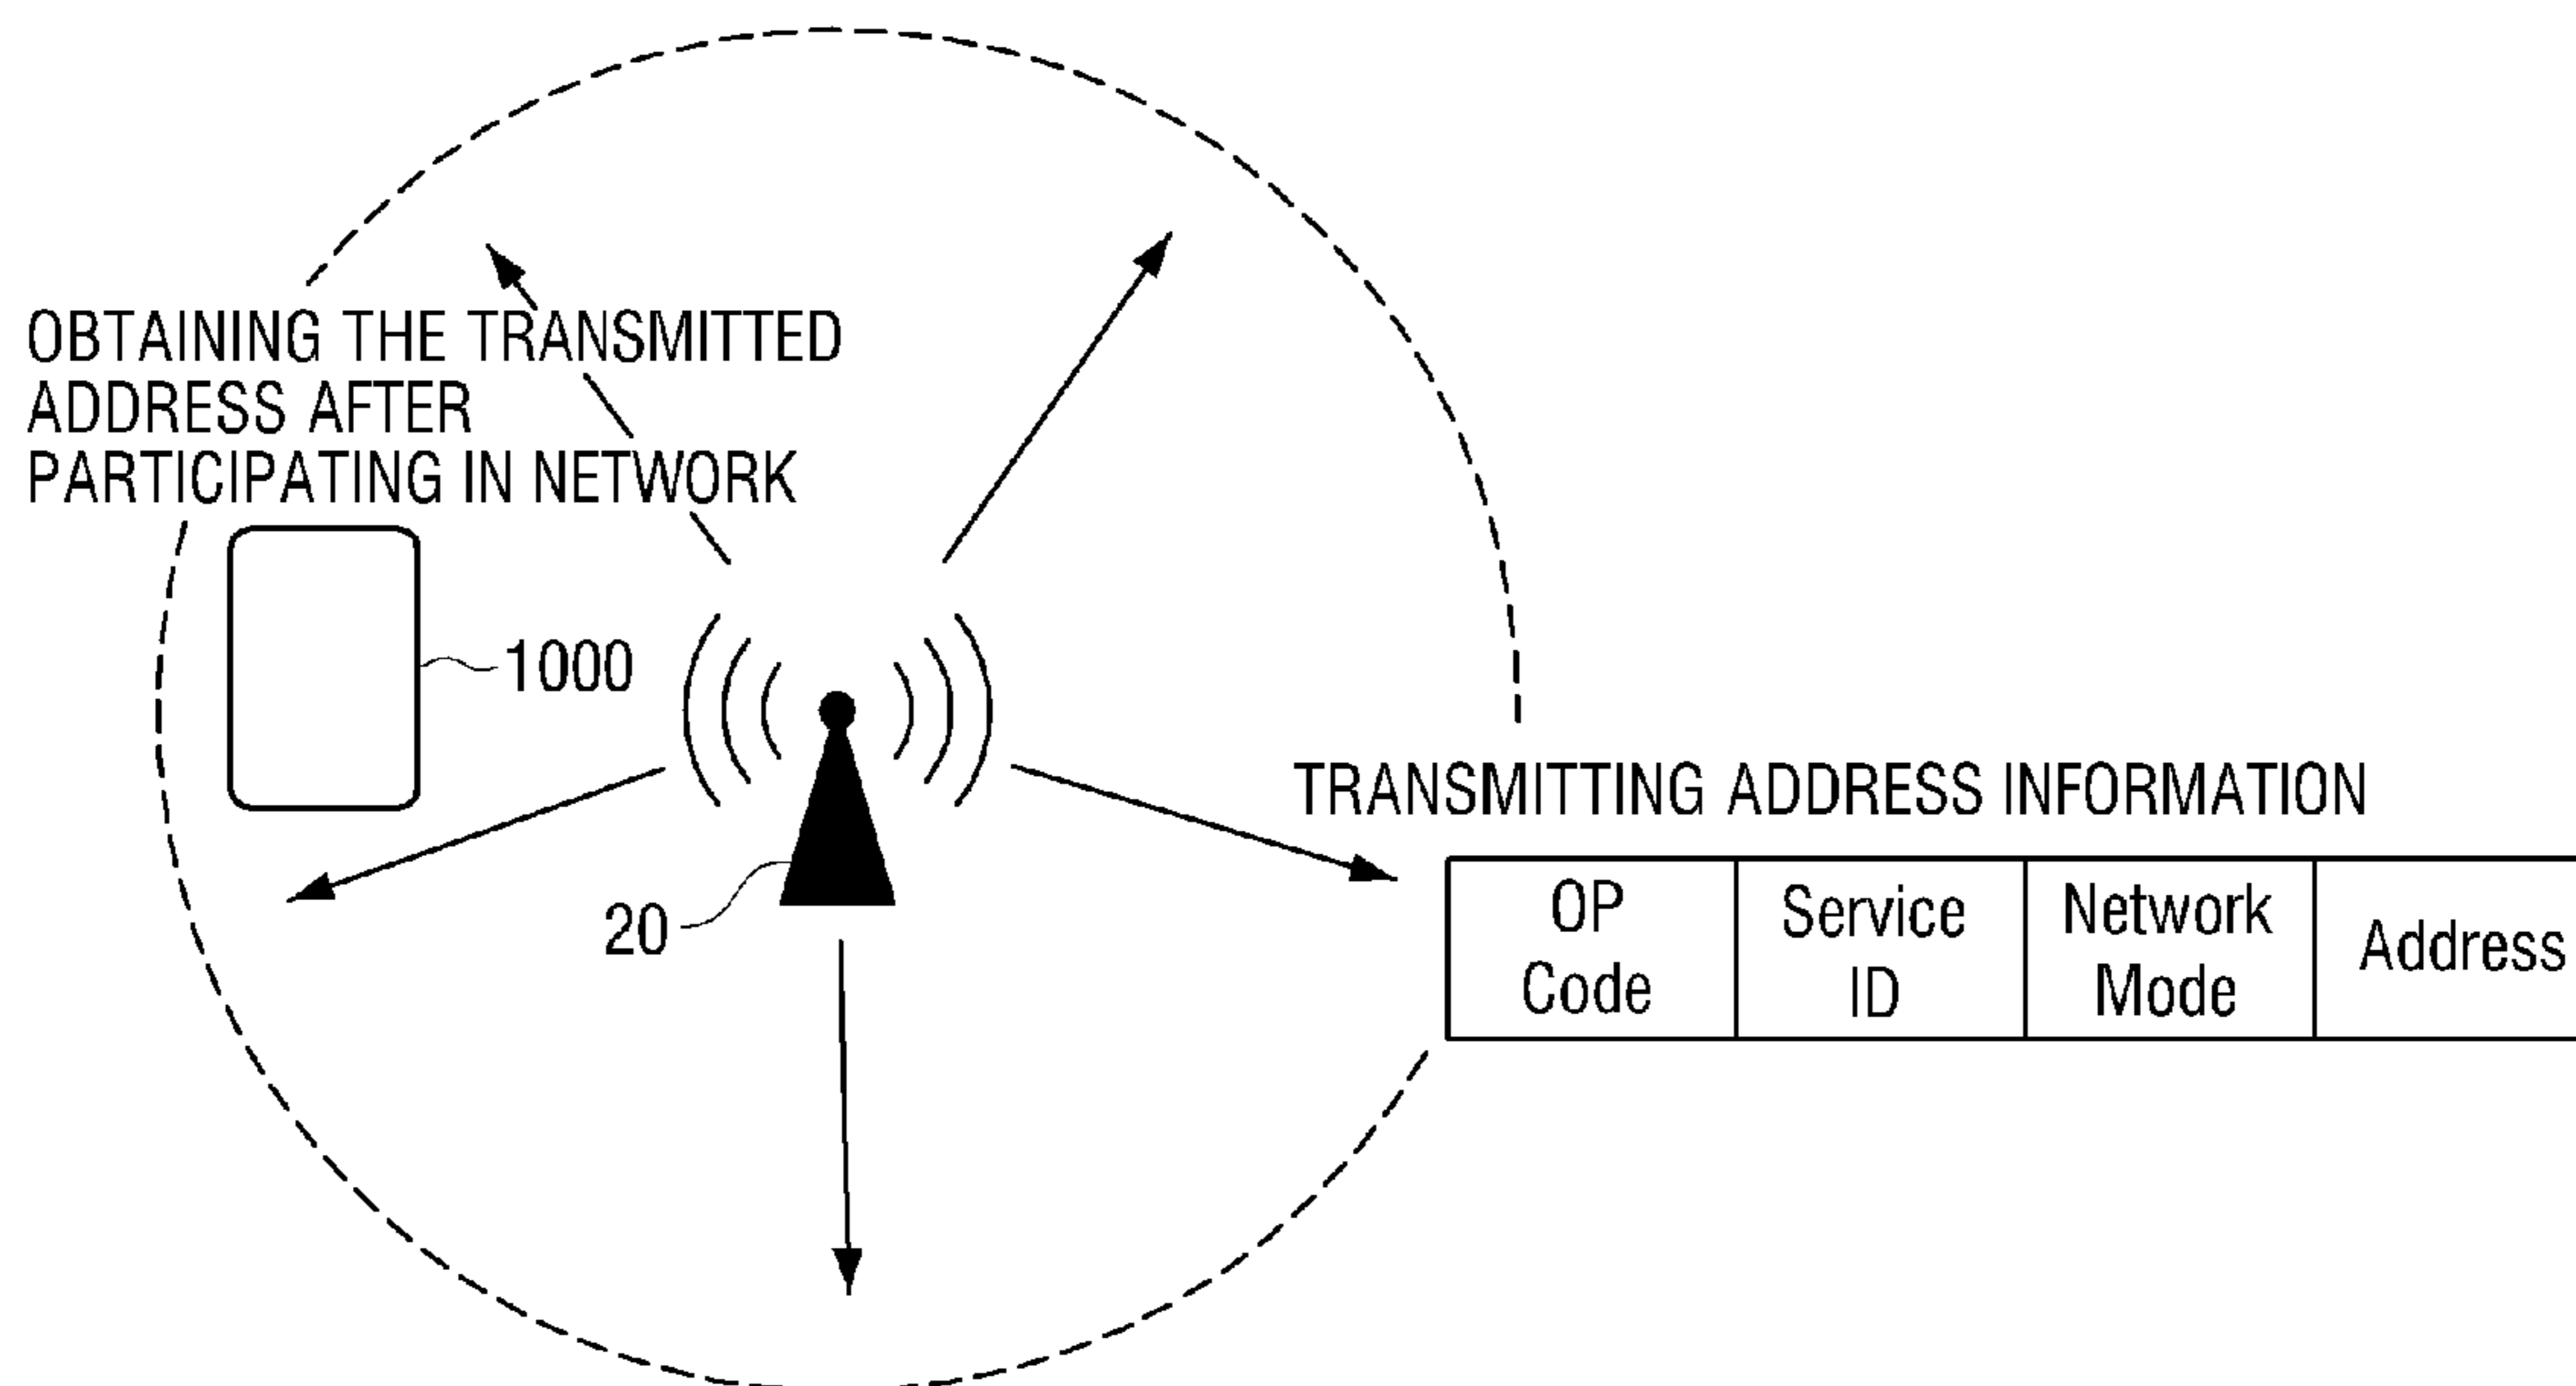 OBTAINING THE TRANSMITTED
ADDRESS AFTER
PARTICIPATING IN NETWORK
1000
20
TRANSMITTING ADDRESS INFORMATION
OP
Code
Service
ID
Network
Mode
Address